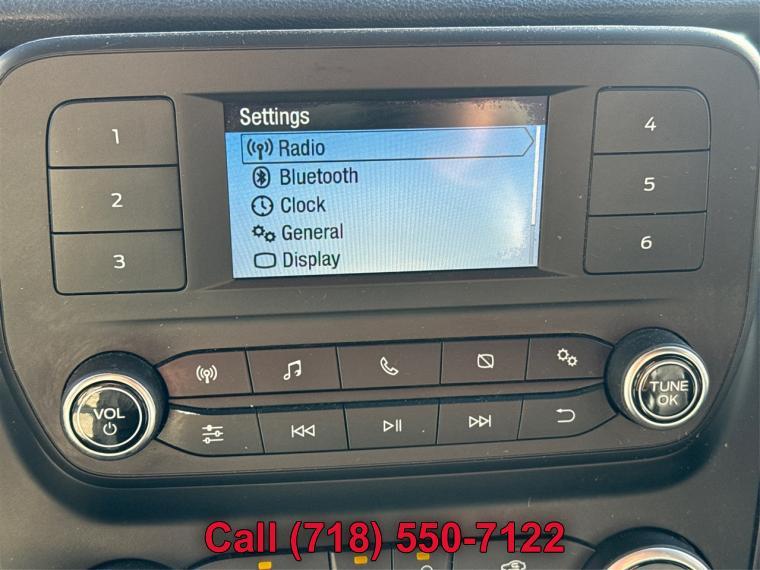 Settings
Radio
Bluetooth
Clock
General
Display
1
2
3
4
5
6
VOL
TUNE
OK
Call (718) 550-7122